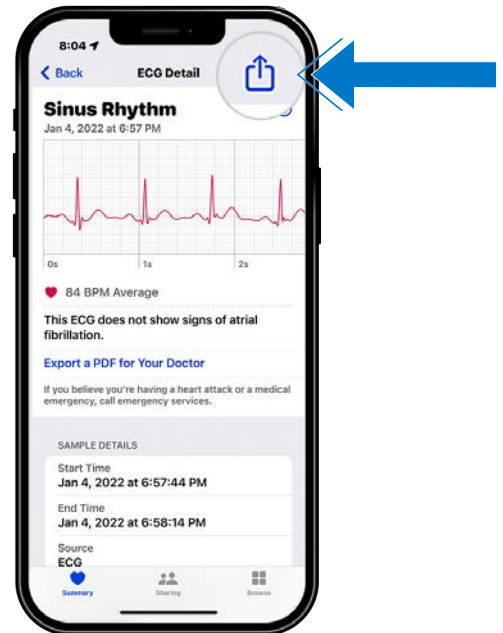 8:04
Back ECG Detail
Sinus Rhythm
Jan 4, 2022 at 6:57 PM
0s 1s 2s
84 BPM Average
This ECG does not show signs of atrial
fibrillation.
Export a PDF for Your Doctor
If you believe you're having a heart attack or a medical
emergency, call emergency services.
SAMPLE DETAILS
Start Time
Jan 4, 2022 at 6:57:44 PM
End Time
Jan 4, 2022 at 6:58:14 PM
Source
ECG
Summary Sharing Browse